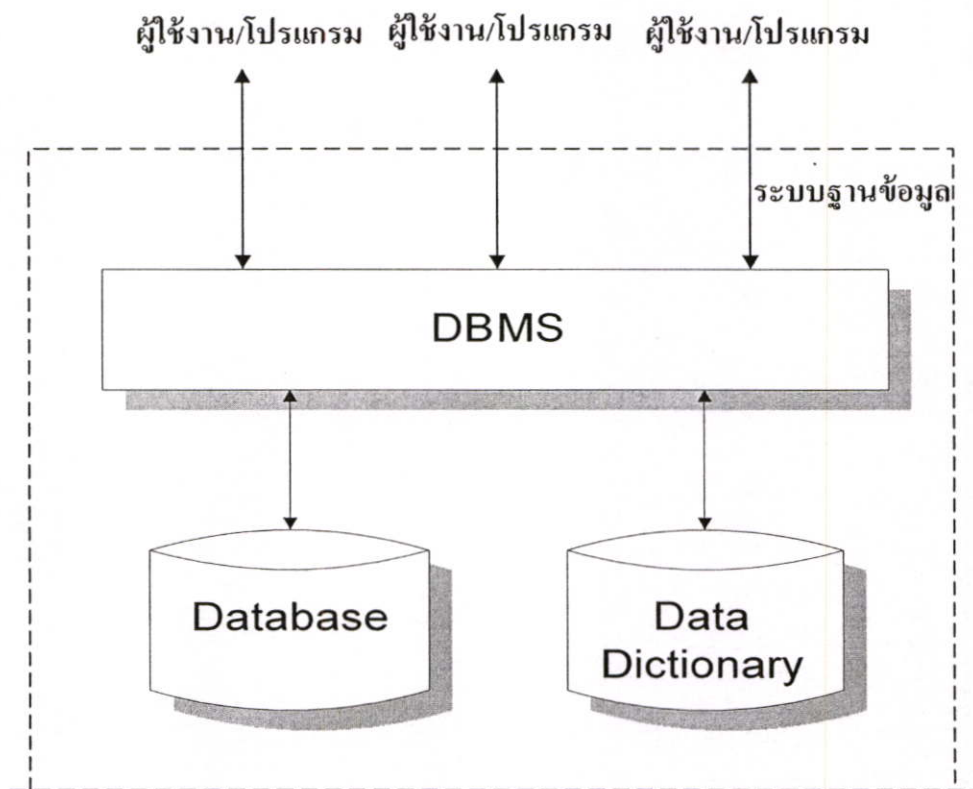 ผู้ใช้งาน/โปรแกรม ผู้ใช้งาน/โปรแกรม ผู้ใช้งาน/โปรแกรม
ระบบฐานข้อมูล
DBMS
Database
Data
Dictionary